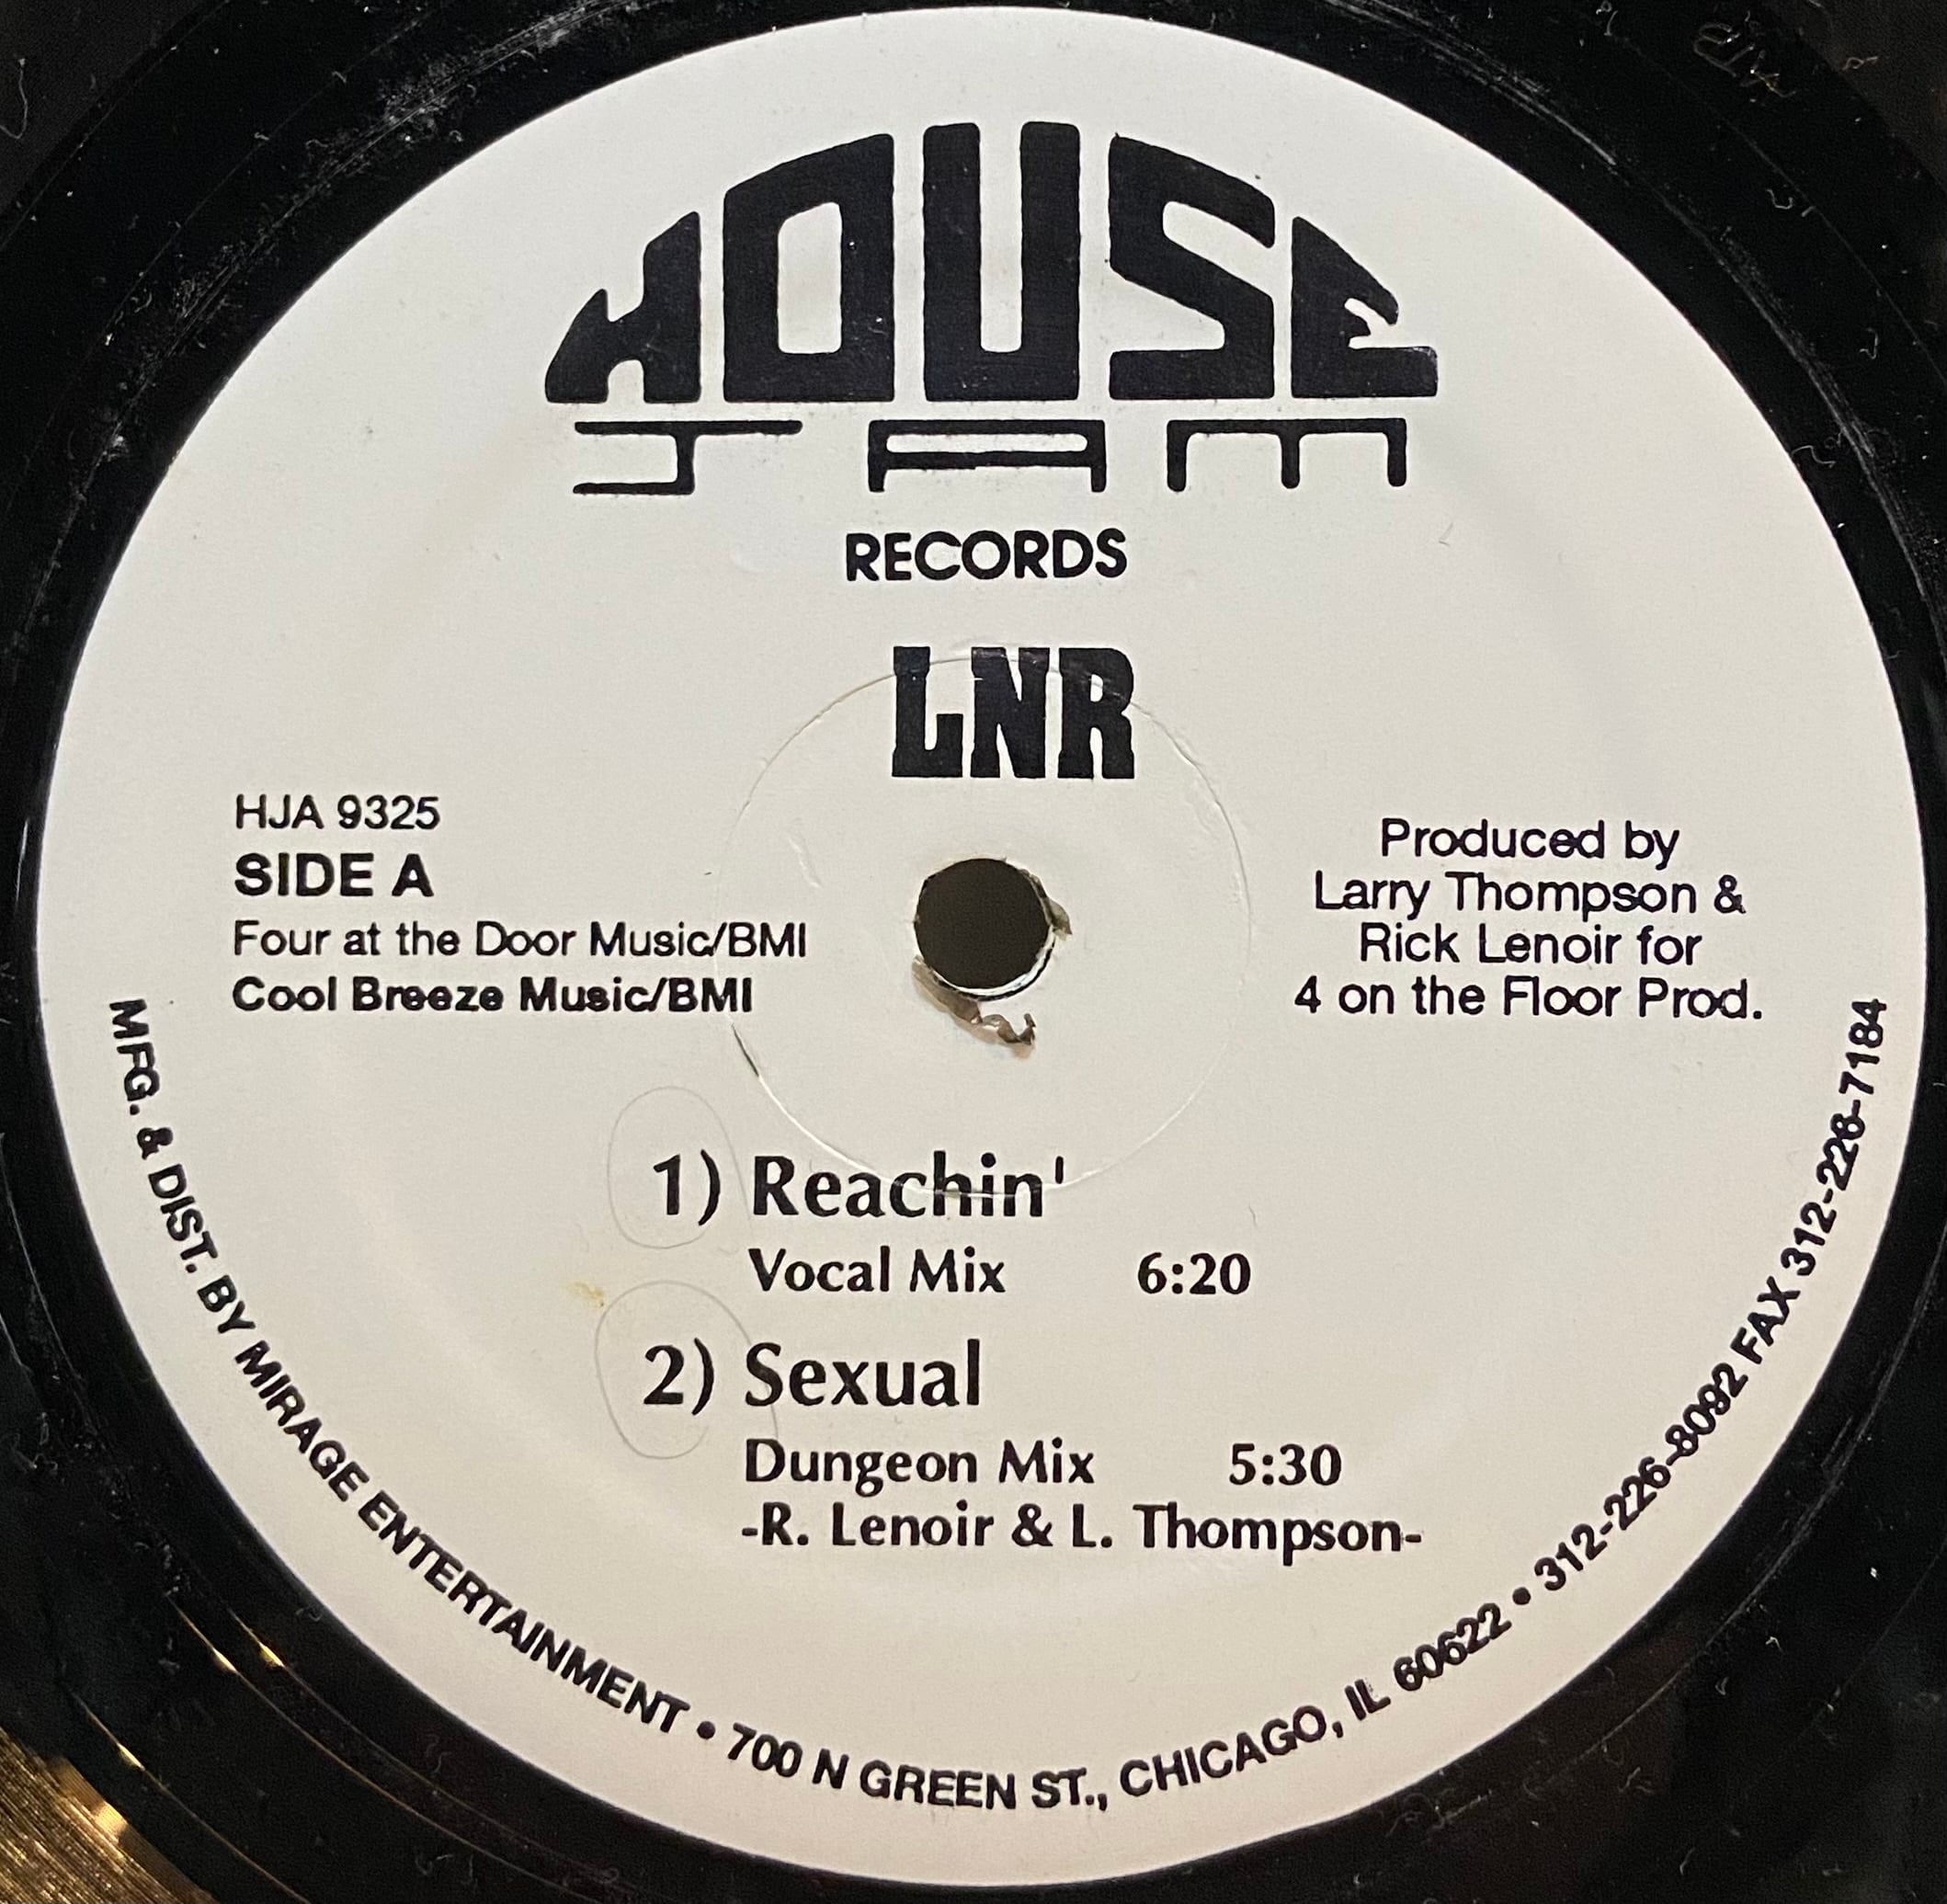 HOUSE
JAM
RECORDS
LNR
HJA 9325
SIDE A
Four at the Door Music/BMI
Cool Breeze Music/BMI
Produced by
Larry Thompson &
Rick Lenoir for
4 on the Floor Prod.
1) Reachin'
Vocal Mix 6:20
2) Sexual
Dungeon Mix 5:30
-R. Lenoir & L. Thompson-
MFG. & DIST. BY MIRAGE ENTERTAINMENT • 700 N GREEN ST., CHICAGO, IL 60622 • 312-226-8092 FAX 312-226-7184